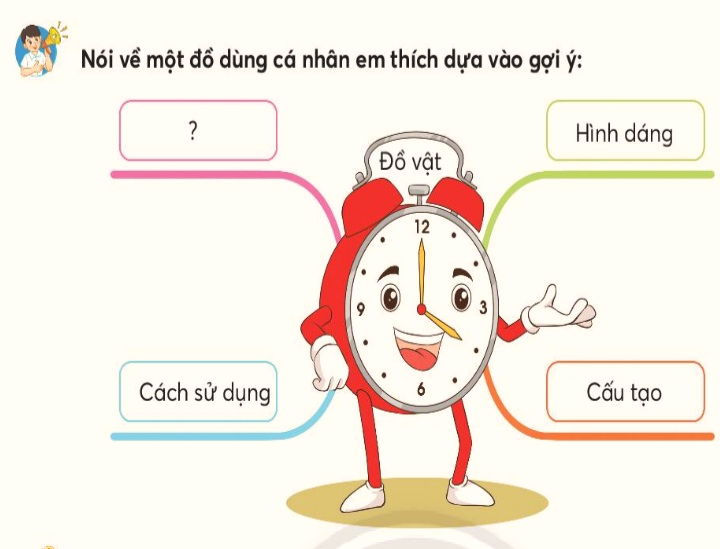 Nói về một đồ dùng cá nhân em thích dựa vào gợi ý:
?
Hình dáng
Đồ vật
12
9
3
6
Cách sử dụng
Cấu tạo